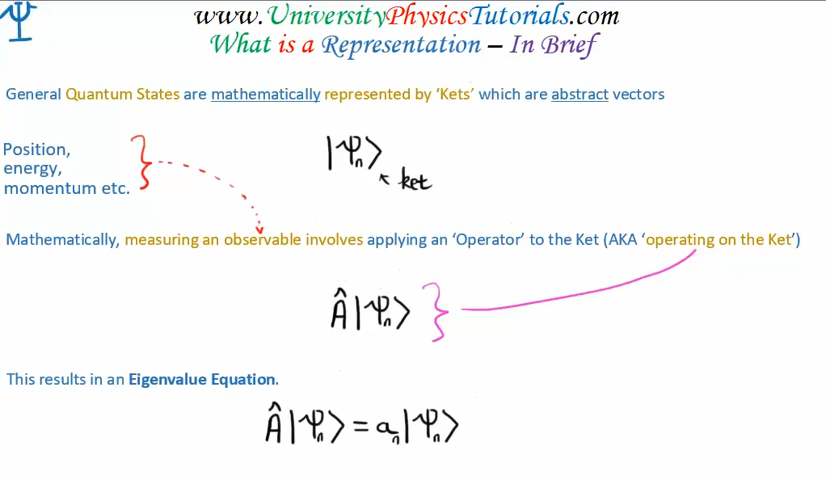 www.UniversityPhysicsTutorials.com
What is a Representation – In Brief
General Quantum States are mathematically represented by ‘Kets’ which are abstract vectors
Position,
energy,
momentum etc.
|Ψₙ⟩
ket
Mathematically, measuring an observable involves applying an ‘Operator’ to the Ket (AKA ‘operating on the Ket’)
Â|Ψₙ⟩
This results in an Eigenvalue Equation.
Â|Ψₙ⟩ = aₙ|Ψₙ⟩